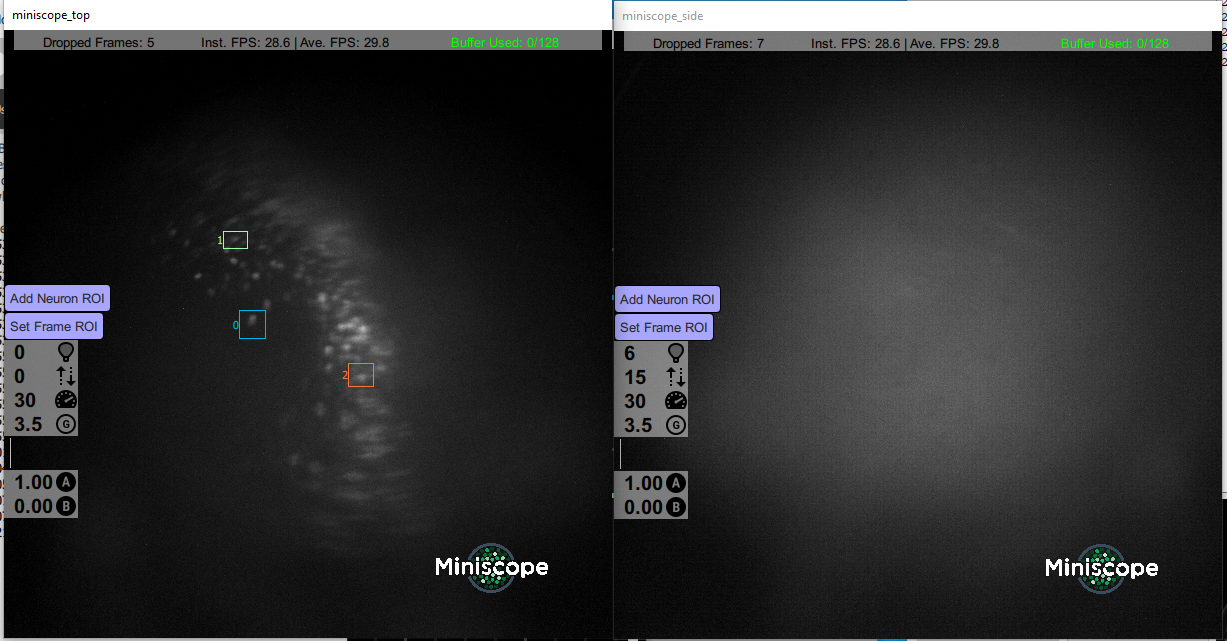 miniscope_top
Dropped Frames: 5 Inst. FPS: 28.6 | Ave. FPS: 29.8 Buffer Used: 0/128
1
0
2
Add Neuron ROI
Set Frame ROI
0
0
30
3.5 G
1.00 A
0.00 B
Miniscope
miniscope_side
Dropped Frames: 7 Inst. FPS: 28.6 | Ave. FPS: 29.8 Buffer Used: 0/128
Add Neuron ROI
Set Frame ROI
6
15
30
3.5 G
1.00 A
0.00 B
Miniscope